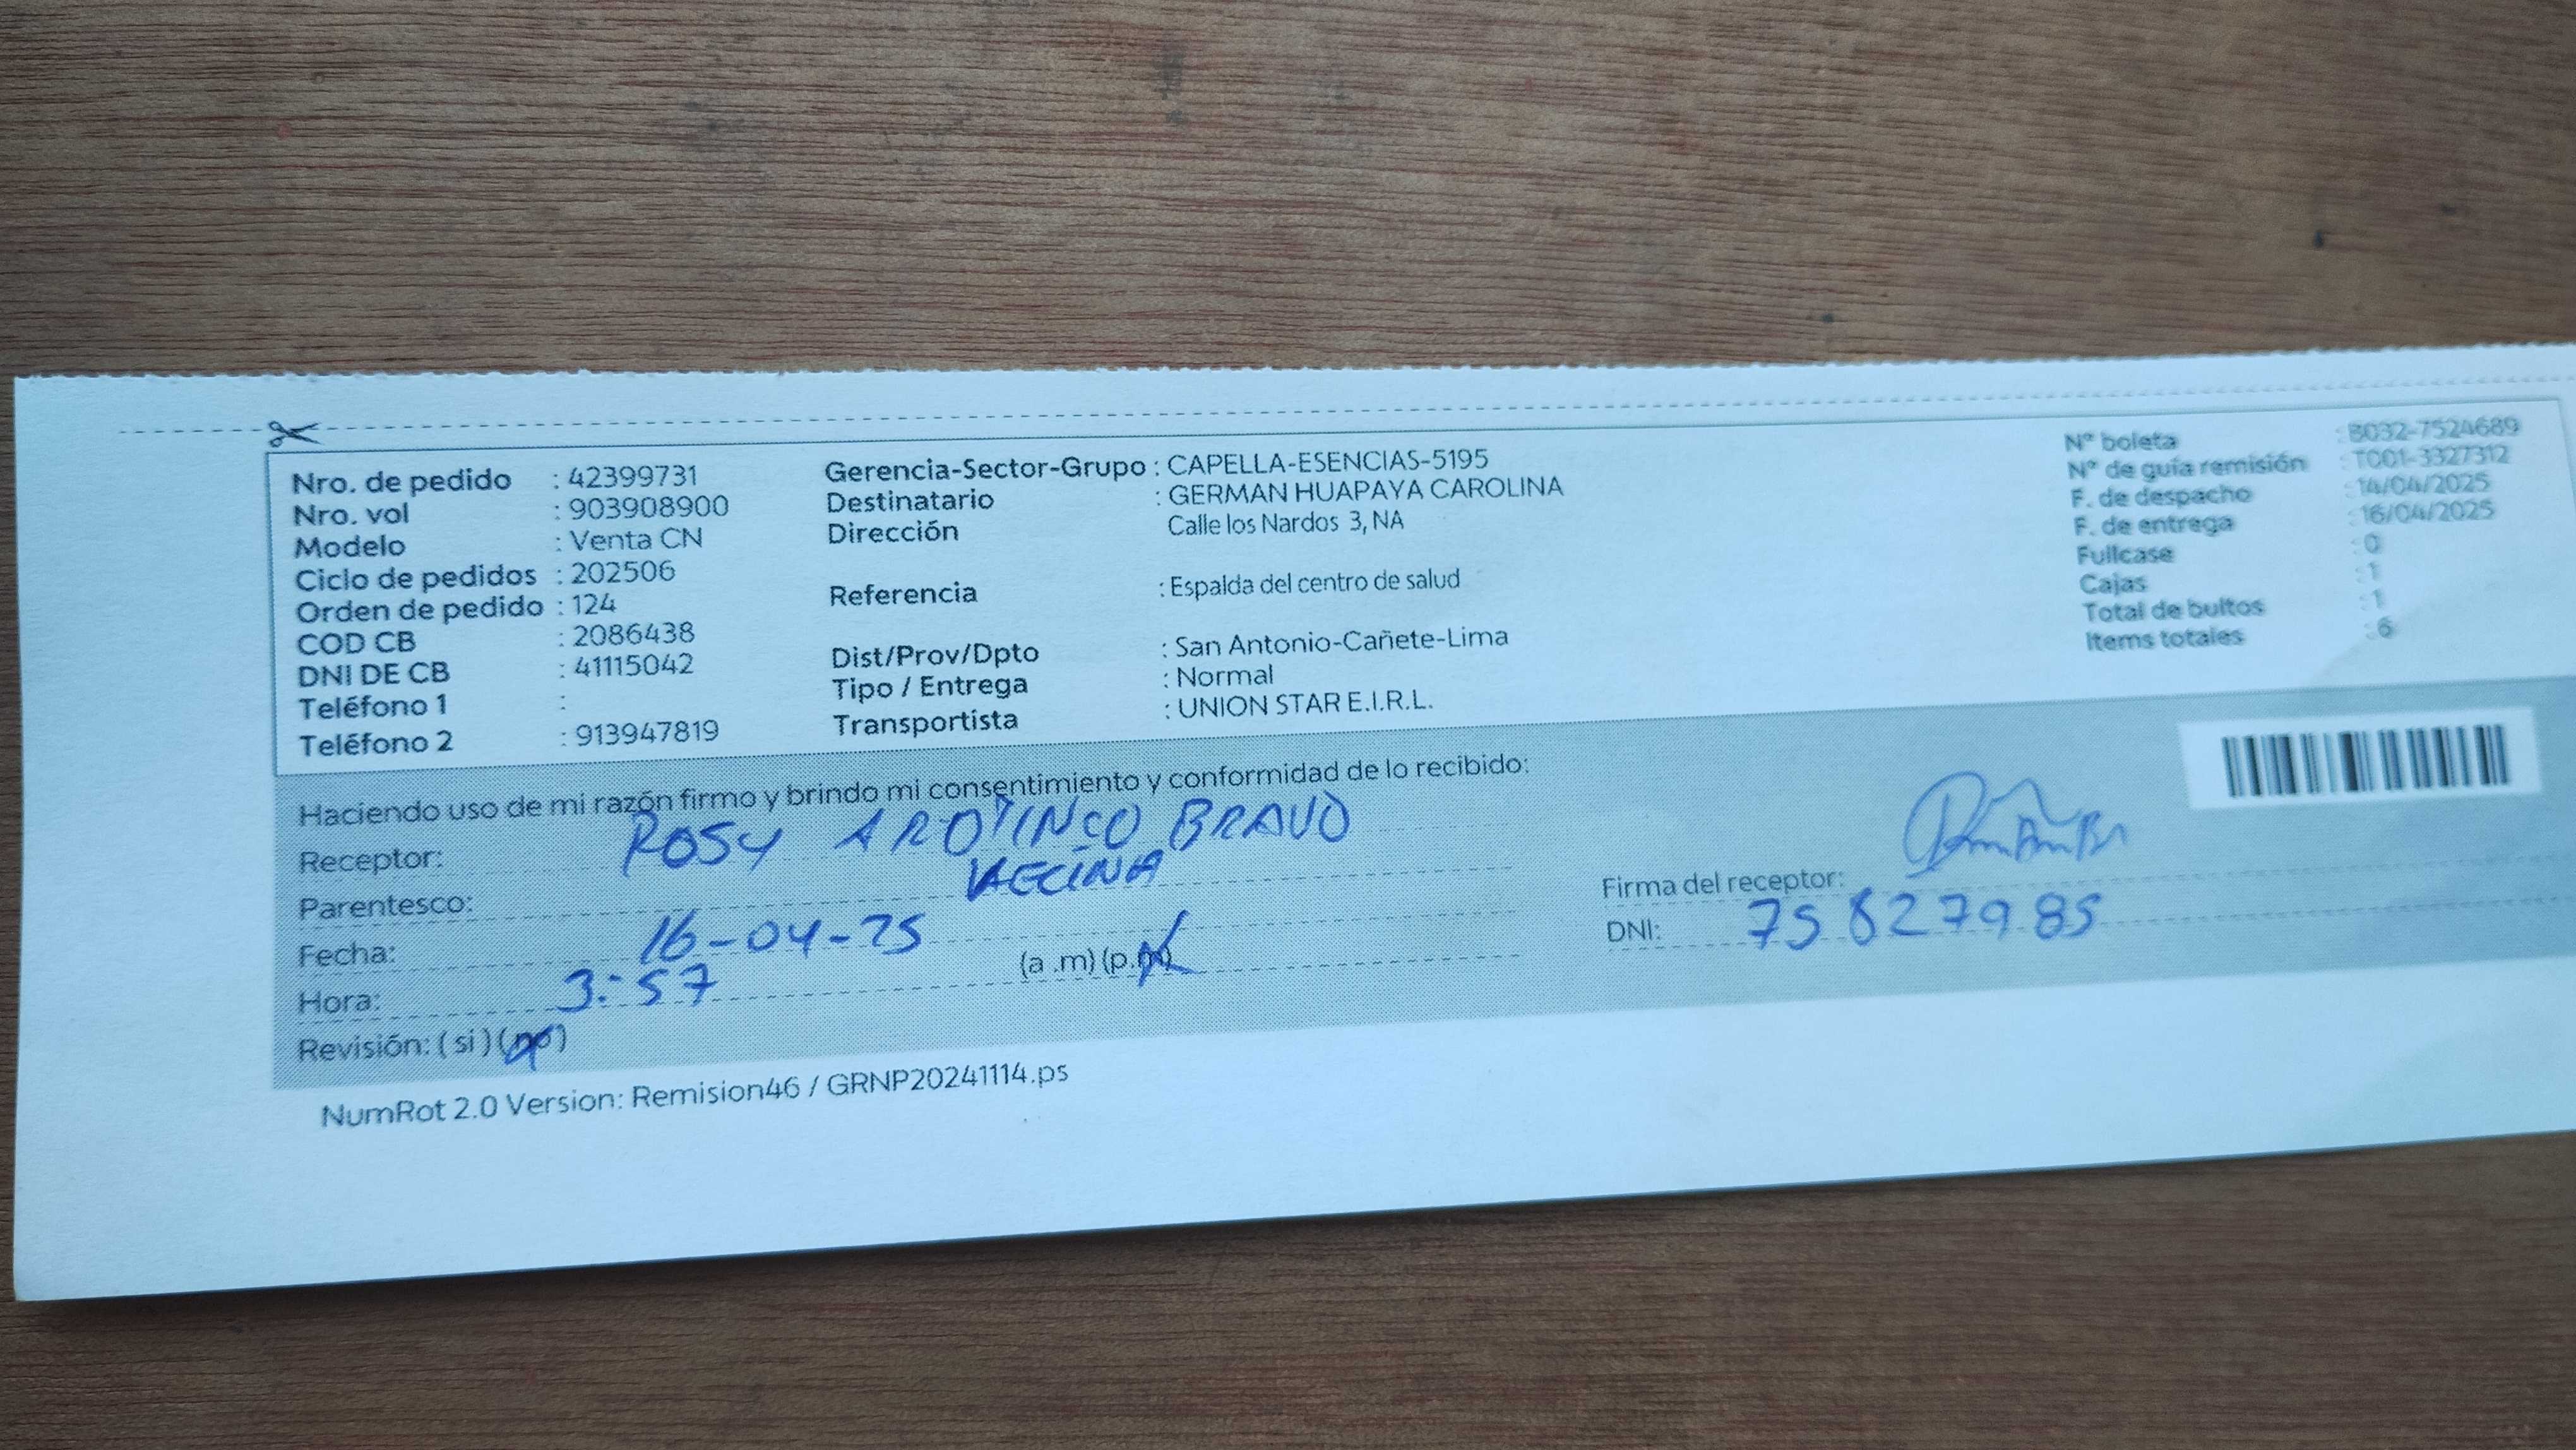 Nro. de pedido : 42399731
Nro. vol : 903908900
Modelo : Venta CN
Ciclo de pedidos : 202506
Orden de pedido : 124
COD CB : 2086438
DNI DE CB : 41115042
Teléfono 1 :
Teléfono 2 : 913947819
Gerencia-Sector-Grupo : CAPELLA-ESENCIAS-5195
Destinatario : GERMAN HUAPAYA CAROLINA
Dirección Calle los Nardos 3, NA
Referencia : Espalda del centro de salud
Dist/Prov/Dpto : San Antonio-Cañete-Lima
Tipo / Entrega : Normal
Transportista : UNION STAR E.I.R.L.
N° boleta : B032-7524689
N° de guía remisión : T001-3327312
F. de despacho : 14/04/2025
F. de entrega : 16/04/2025
Fullcase : 0
Cajas : 1
Total de bultos : 1
Items totales : 6
Haciendo uso de mi razón firmo y brindo mi consentimiento y conformidad de lo recibido:
Receptor: ROSY BRAVO
Parentesco: VECINA
Fecha: 16-04-25
Hora: 3:57 (a .m) (p.m)
Revisión: ( si ) ( no )
Firma del receptor:
DNI: 75827985
NumRot 2.0 Version: Remision46 / GRNP20241114.ps